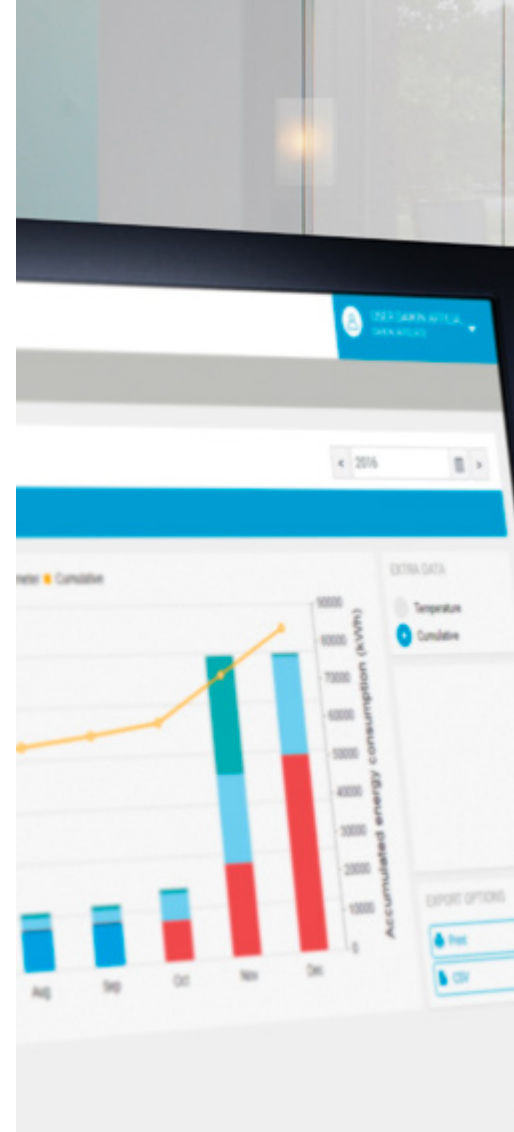 2016
Cumulative
EXTRA DATA
Temperature
Cumulative
90000
80000
70000
60000
50000
40000
30000
20000
10000
0
Accumulated energy consumption (kWh)
Aug
Sep
Oct
Nov
Dec
EXPORT OPTIONS
Print
CSV